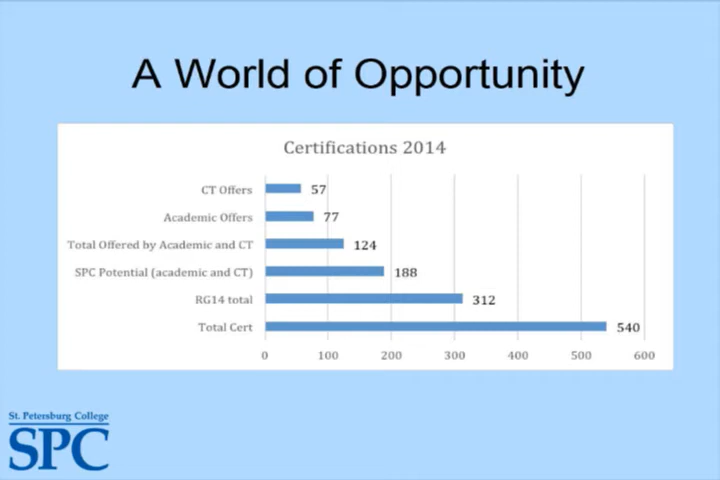 A World of Opportunity
Certifications 2014
CT Offers 57
Academic Offers 77
Total Offered by Academic and CT 124
SPC Potential (academic and CT) 188
RG14 total 312
Total Cert 540
0 100 200 300 400 500 600
St. Petersburg College
SPC